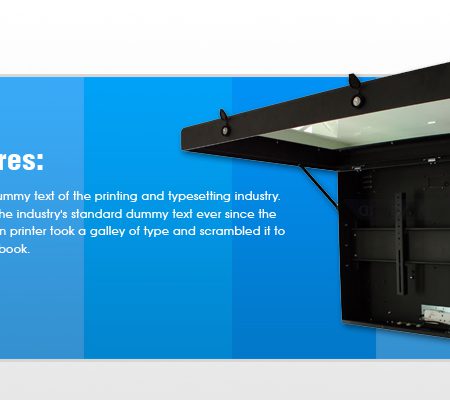 res:
ummy text of the printing and typesetting industry.
he industry's standard dummy text ever since the
n printer took a galley of type and scrambled it to
book.